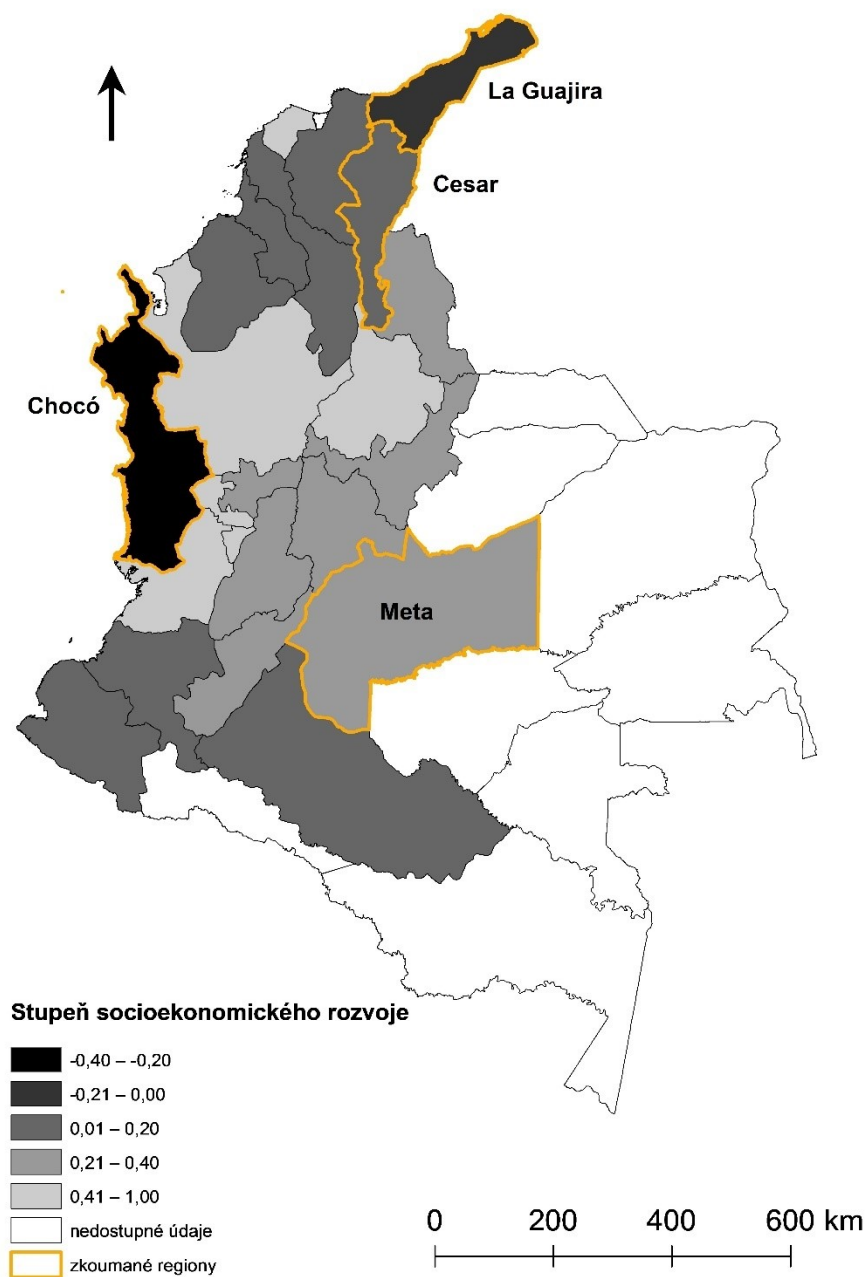 La Guajira
Cesar
Chocó
Meta
Stupeň socioekonomického rozvoje
-0,40 – -0,20
-0,21 – 0,00
0,01 – 0,20
0,21 – 0,40
0,41 – 1,00
nedostupné údaje
zkoumané regiony
0 200 400 600 km